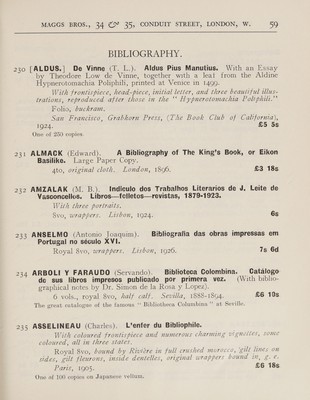 MAGGS BROS., 34 & 35, CONDUIT STREET, LONDON, W. 59
BIBLIOGRAPHY.
230 [ALDUS.] De Vinne (T. L.). Aldus Pius Manutius. With an Essay
by Theodore Low de Vinne, together with a leaf from the Aldine
Hypnerotomachia Poliphili, printed at Venice in 1499.
With frontispiece, head-piece, initial letter, and three beautiful illus-
trations, reproduced after those in the "Hypnerotomachia Poliphili."
Folio, buckram.
San Francisco, Grabhorn Press, (The Book Club of California),
1924. £5 5s
One of 250 copies.
231 ALMACK (Edward). A Bibliography of The King's Book, or Eikon
Basilike. Large Paper Copy.
4to, original cloth. London, 1896. £3 18s
232 AMZALAK (M. B.). Indiculo dos Trabalhos Literarios de J. Leite de
Vasconcellos. Libros—folletos—revistas, 1879-1923.
With three portraits.
8vo, wrappers. Lisbon, 1924. 6s
233 ANSELMO (Antonio Joaquim). Bibliografia das obras impressas em
Portugal no século XVI.
Royal 8vo, wrappers. Lisbon, 1926. 7s 6d
234 ARBOLI Y FARAUDO (Servando). Biblioteca Colombina. Catálogo
de sus libros impresos publicado por primera vez. (With biblio-
graphical notes by Dr. Simon de la Rosa y Lopez).
6 vols., royal 8vo, half calf. Sevilla, 1888-1894. £6 10s
The great catalogue of the famous "Bibliotheca Columbina" at Seville.
235 ASSELINEAU (Charles). L'enfer du Bibliophile.
With coloured frontispiece and numerous charming vignettes, some
coloured, all in three states.
Royal 8vo, bound by Rivière in full crushed morocco, gilt lines on
sides, gilt fleurons, inside dentelles, original wrappers bound in, g. e.
Paris, 1905. £6 18s
One of 100 copies on Japanese vellum.